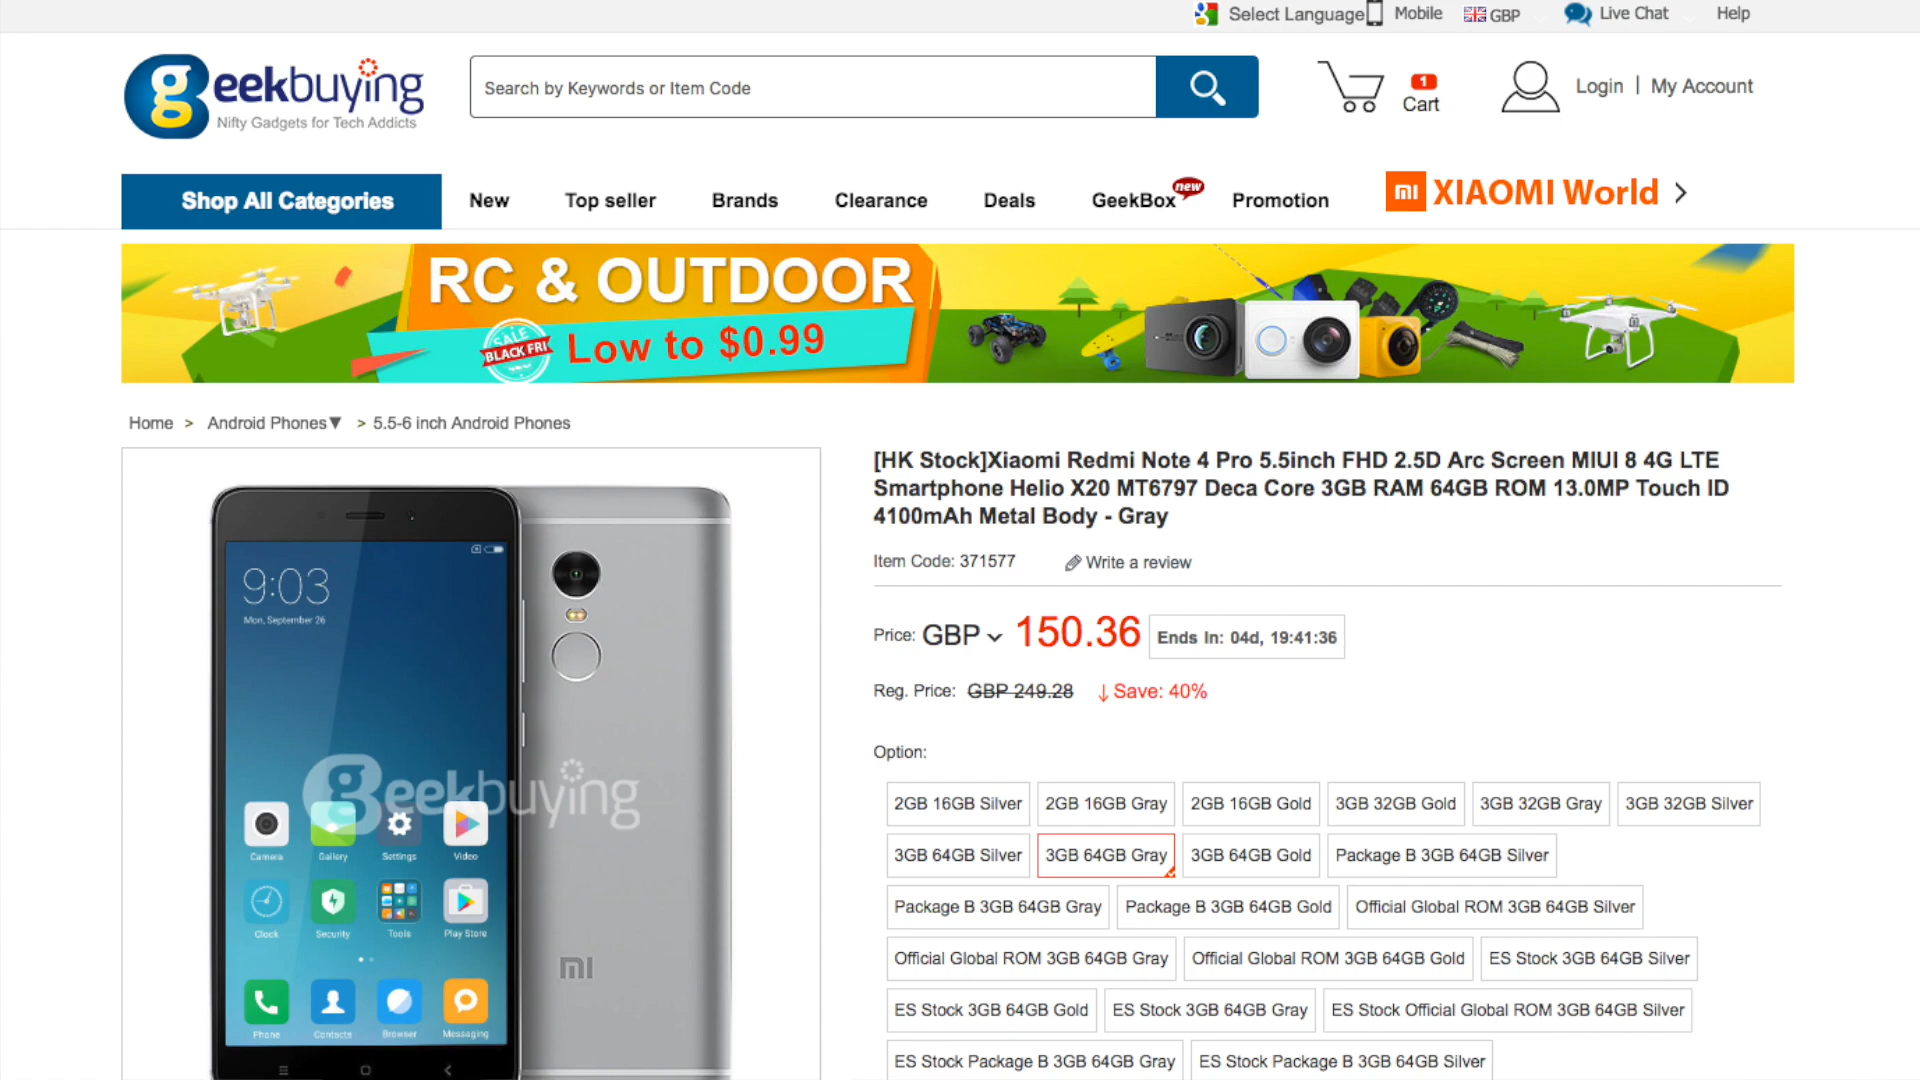 Select Language Mobile GBP Live Chat Help
geekbuying
Nifty Gadgets for Tech Addicts
Search by Keywords or Item Code
1
Cart
Login | My Account
Shop All Categories New Top seller Brands Clearance Deals GeekBox new Promotion mi XIAOMI World >
RC & OUTDOOR
SALE
BLACK FRI
Low to $0.99
Home > Android Phones▼ > 5.5-6 inch Android Phones
[HK Stock]Xiaomi Redmi Note 4 Pro 5.5inch FHD 2.5D Arc Screen MIUI 8 4G LTE
Smartphone Helio X20 MT6797 Deca Core 3GB RAM 64GB ROM 13.0MP Touch ID
4100mAh Metal Body - Gray
Item Code: 371577 Write a review
Price: GBP 150.36 Ends In: 04d, 19:41:36
Reg. Price: GBP 249.28 ↓ Save: 40%
Option:
2GB 16GB Silver 2GB 16GB Gray 2GB 16GB Gold 3GB 32GB Gold 3GB 32GB Gray 3GB 32GB Silver
3GB 64GB Silver 3GB 64GB Gray 3GB 64GB Gold Package B 3GB 64GB Silver
Package B 3GB 64GB Gray Package B 3GB 64GB Gold Official Global ROM 3GB 64GB Silver
Official Global ROM 3GB 64GB Gray Official Global ROM 3GB 64GB Gold ES Stock 3GB 64GB Silver
ES Stock 3GB 64GB Gold ES Stock 3GB 64GB Gray ES Stock Official Global ROM 3GB 64GB Silver
ES Stock Package B 3GB 64GB Gray ES Stock Package B 3GB 64GB Silver
9:03
Mon, September 26
geekbuying
Camera Gallery Settings Video
Clock Security Tools Play Store
mi
Phone Contacts Browser Messaging